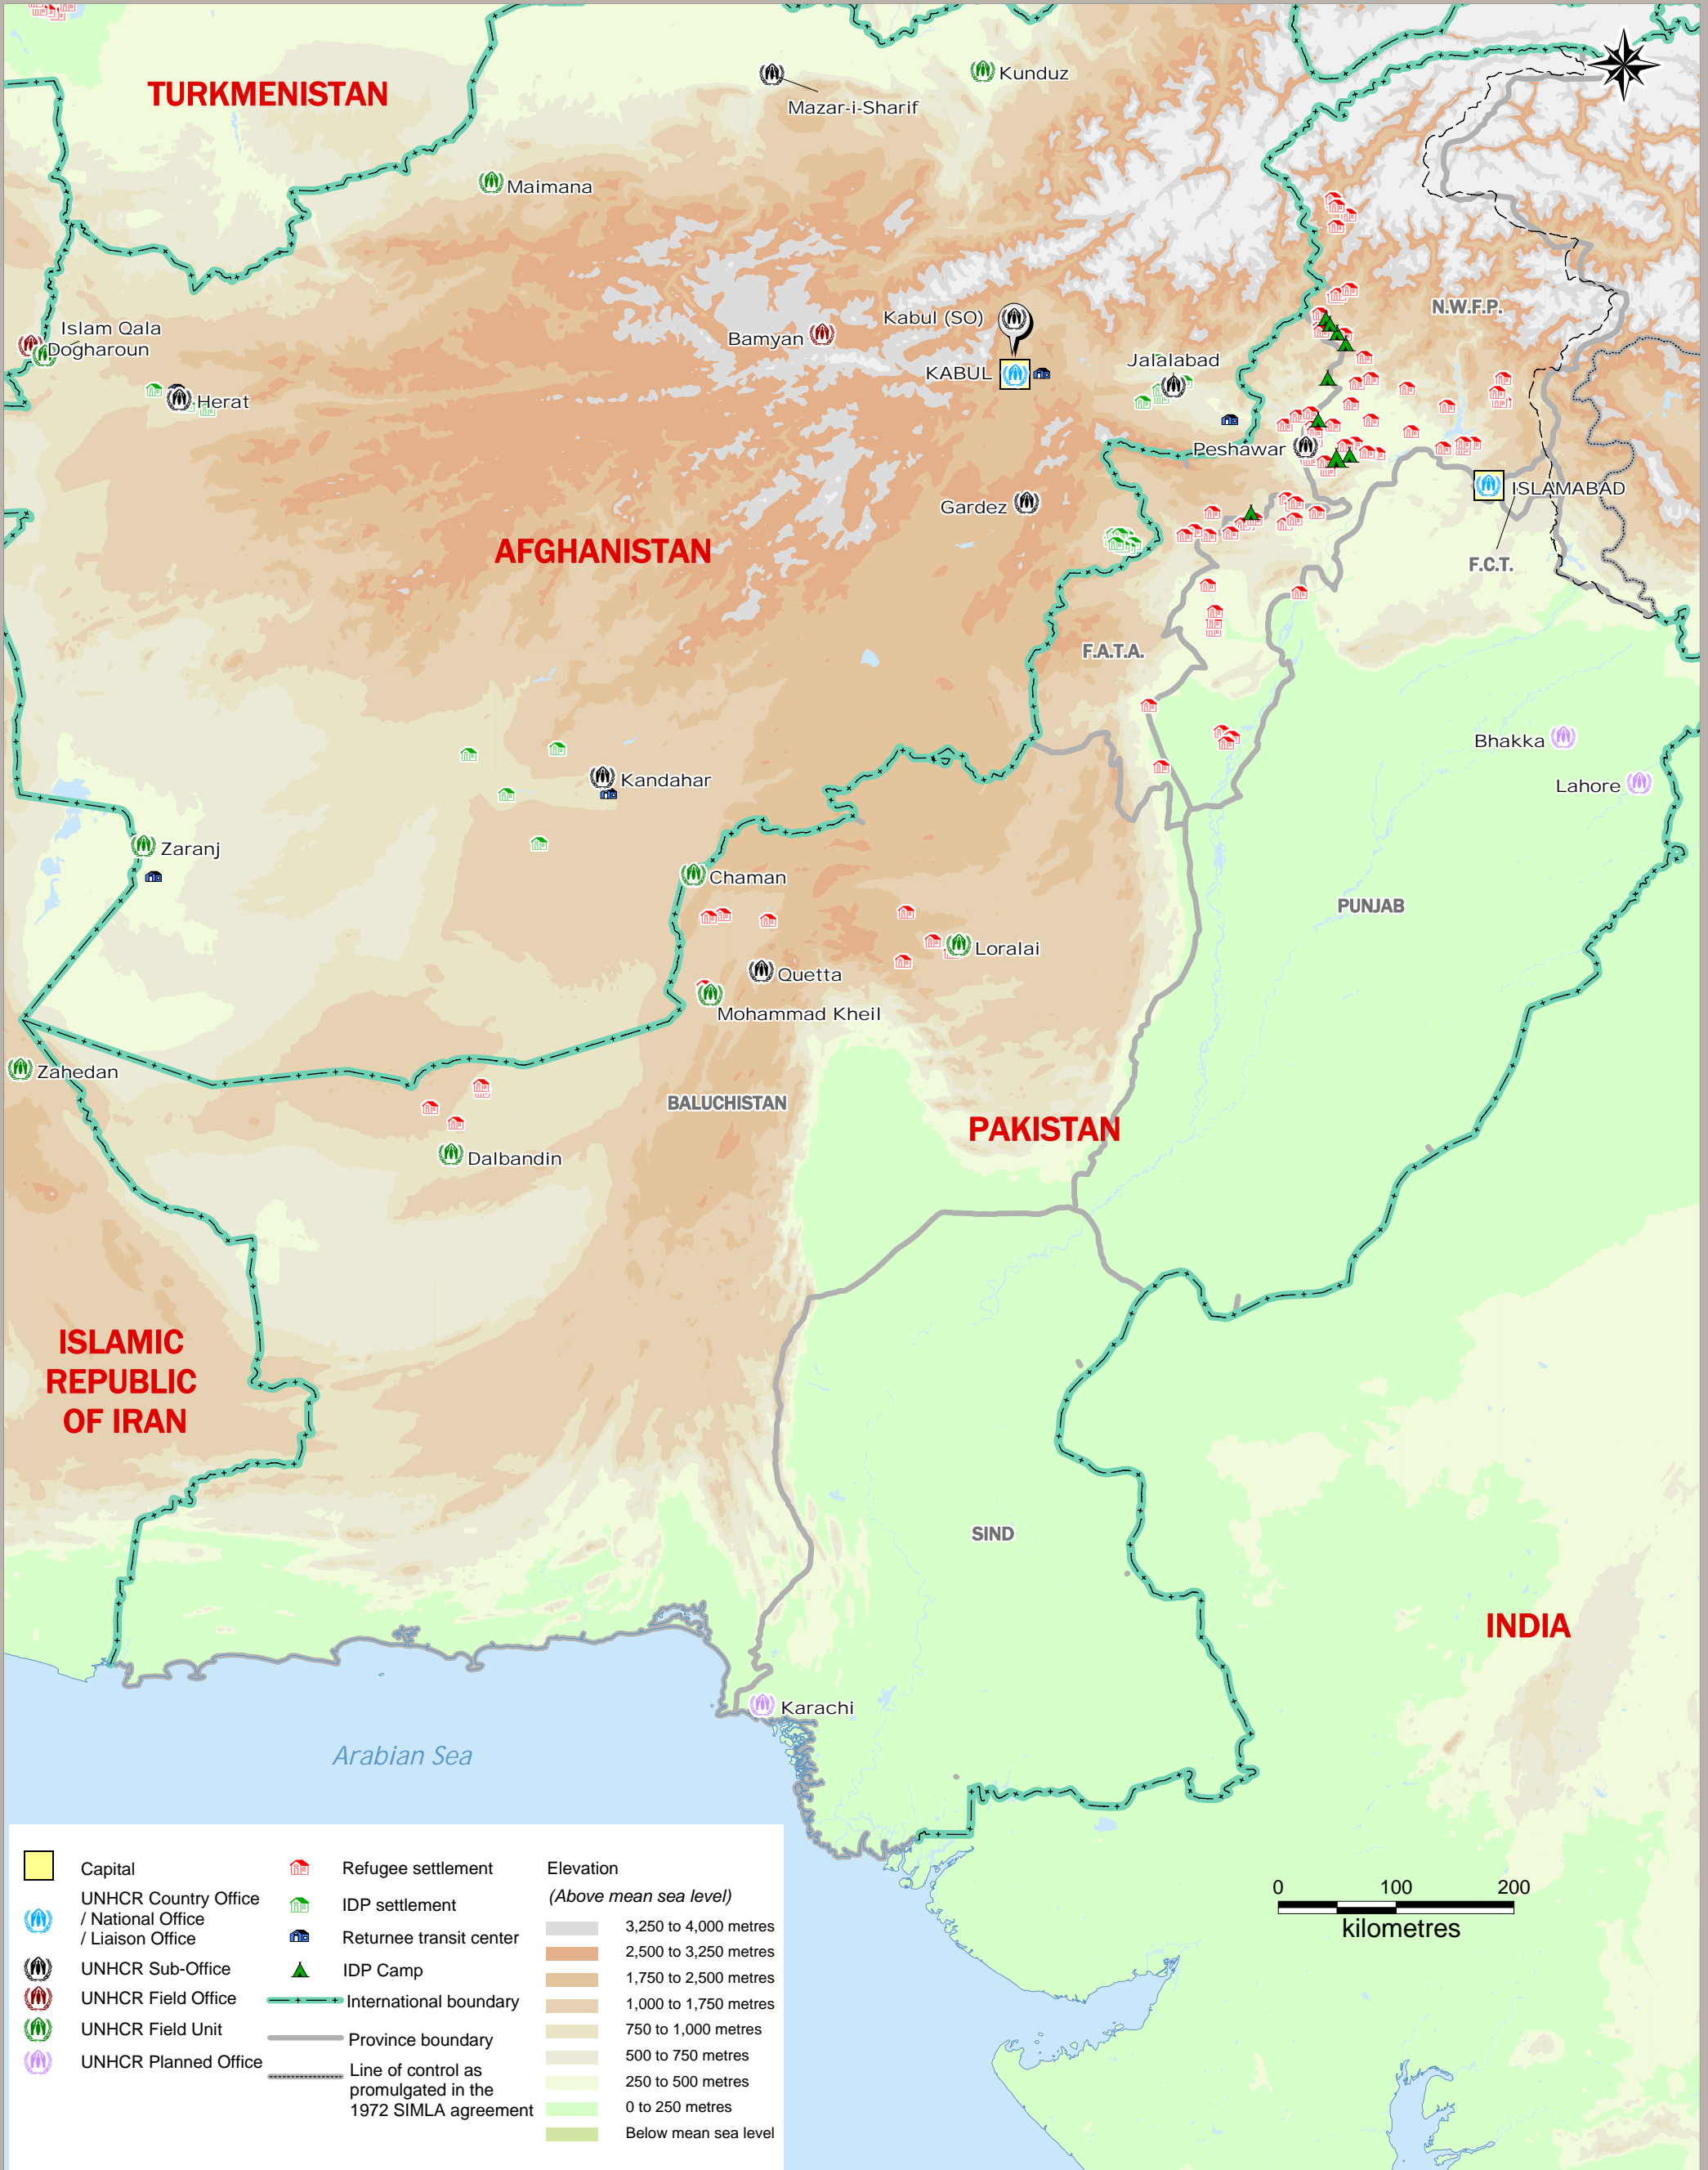 TURKMENISTAN
Mazar-i-Sharif
Kunduz
Maimana
N.W.F.P.
Kabul (SO)
Islam Qala
Dogharoun
Bamyan
KABUL
Jalalabad
Herat
Peshawar
ISLAMABAD
Gardez
AFGHANISTAN
F.C.T.
F.A.T.A.
Bhakka
Lahore
Kandahar
Zaranj
Chaman
PUNJAB
Loralai
Quetta
Mohammad Kheil
Zahedan
BALUCHISTAN
PAKISTAN
Dalbandin
ISLAMIC
REPUBLIC
OF IRAN
SIND
INDIA
Karachi
Arabian Sea
Capital
UNHCR Country Office
/ National Office
/ Liaison Office
UNHCR Sub-Office
UNHCR Field Office
UNHCR Field Unit
UNHCR Planned Office
Refugee settlement
IDP settlement
Returnee transit center
IDP Camp
International boundary
Province boundary
Line of control as
promulgated in the
1972 SIMLA agreement
Elevation
(Above mean sea level)
3,250 to 4,000 metres
2,500 to 3,250 metres
1,750 to 2,500 metres
1,000 to 1,750 metres
750 to 1,000 metres
500 to 750 metres
250 to 500 metres
0 to 250 metres
Below mean sea level
0 100 200
kilometres